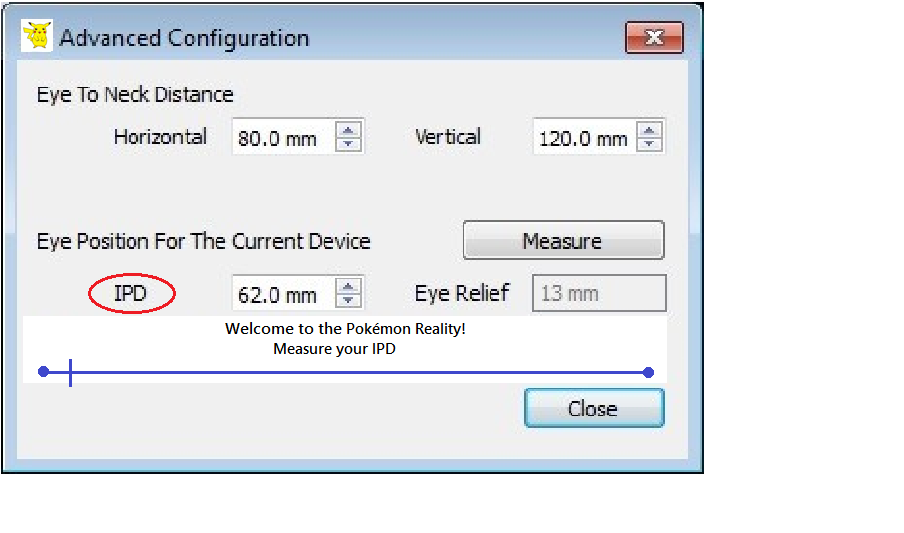 Advanced Configuration
Eye To Neck Distance
Horizontal 80.0 mm Vertical 120.0 mm
Eye Position For The Current Device Measure
IPD 62.0 mm Eye Relief 13 mm
Welcome to the Pokémon Reality!
Measure your IPD
Close